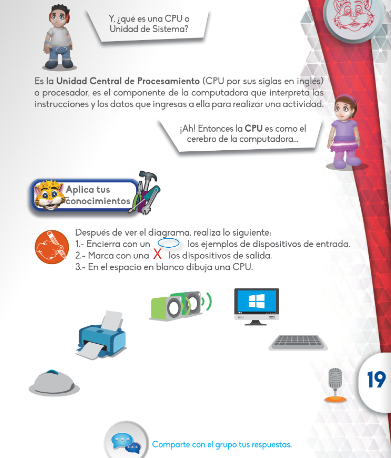 Y, ¿qué es una CPU o
Unidad de Sistema?
Es la Unidad Central de Procesamiento (CPU por sus siglas en inglés)
o procesador, es el componente de la computadora que interpreta las
instrucciones y los datos que ingresas a ella para realizar una actividad.
¡Ah! Entonces la CPU es como el
cerebro de la computadora...
Aplica tus
conocimientos
Después de ver el diagrama, realiza lo siguiente:
1.- Encierra con un los ejemplos de dispositivos de entrada.
2.- Marca con una X los dispositivos de salida.
3.- En el espacio en blanco dibuja una CPU.
19
Comparte con el grupo tus respuestas.